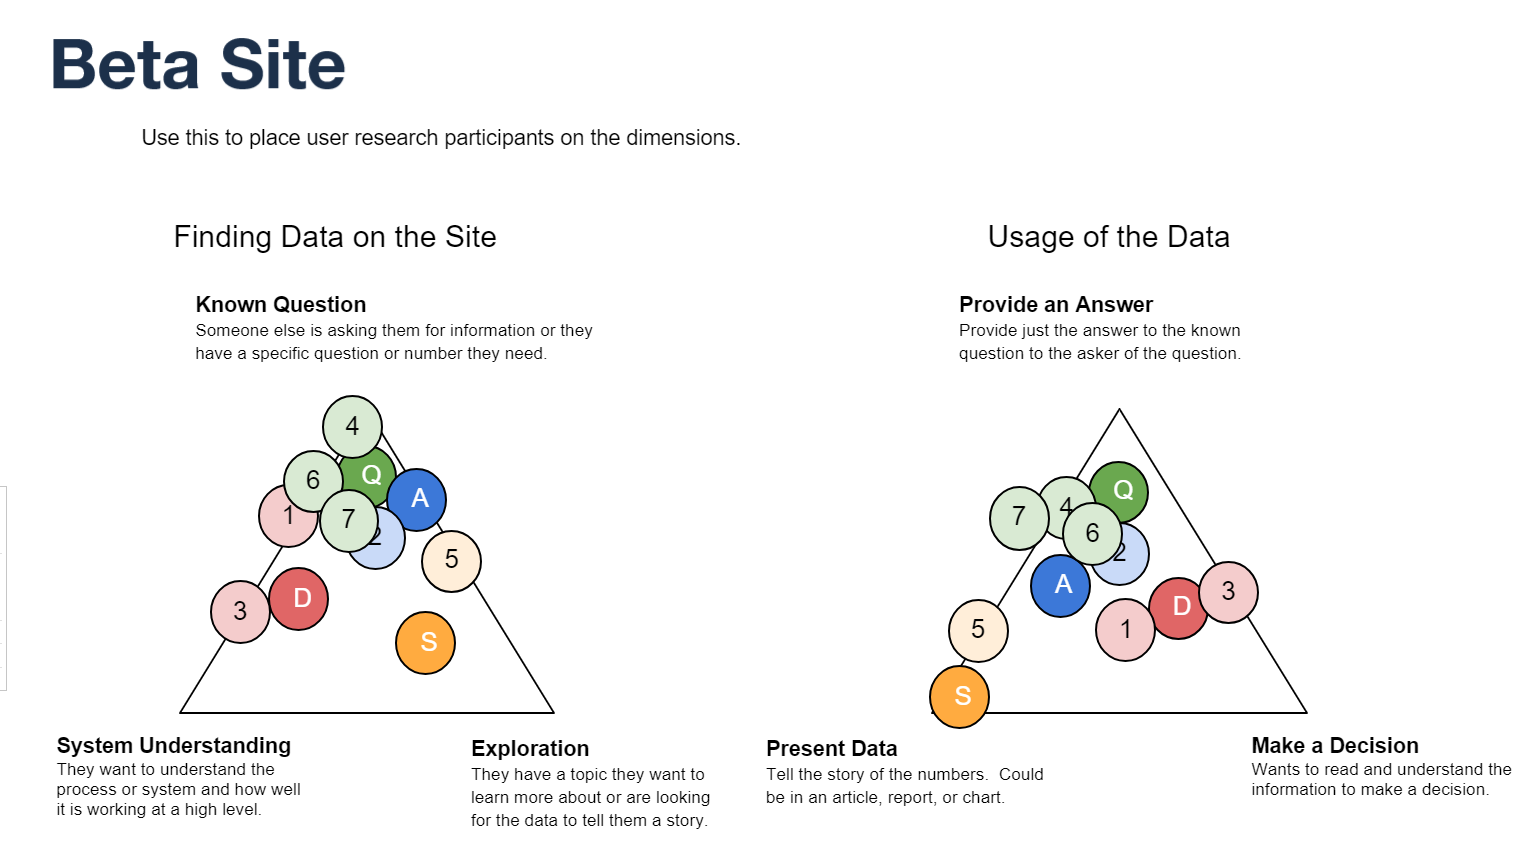 Beta Site
Use this to place user research participants on the dimensions.
Finding Data on the Site
Known Question
Someone else is asking them for information or they
have a specific question or number they need.
4
Q
6
A
1
7
2
5
D
3
S
System Understanding
They want to understand the
process or system and how well
it is working at a high level.
Exploration
They have a topic they want to
learn more about or are looking
for the data to tell them a story.
Usage of the Data
Provide an Answer
Provide just the answer to the known
question to the asker of the question.
Q
4
7
6
2
A
3
D
5
1
S
Present Data
Tell the story of the numbers.  Could
be in an article, report, or chart.
Make a Decision
Wants to read and understand the
information to make a decision.